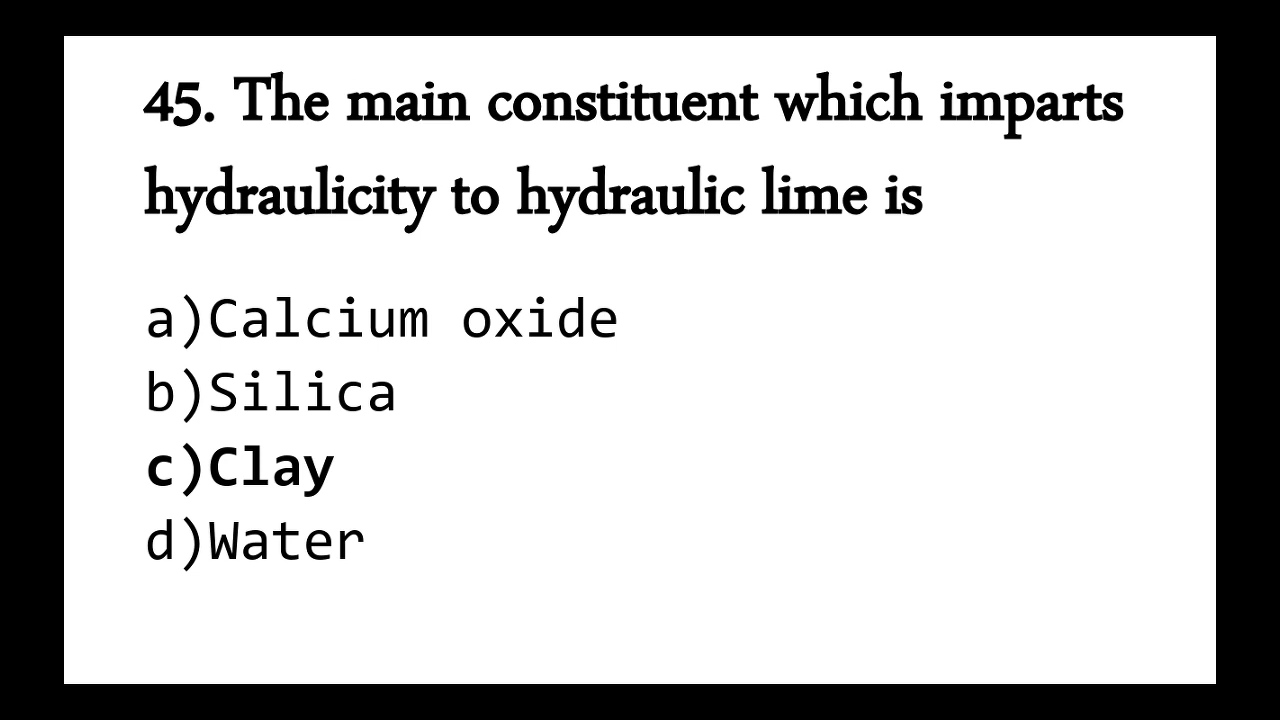 45. The main constituent which imparts
hydraulicity to hydraulic lime is
a)Calcium oxide
b)Silica
c)Clay
d)Water